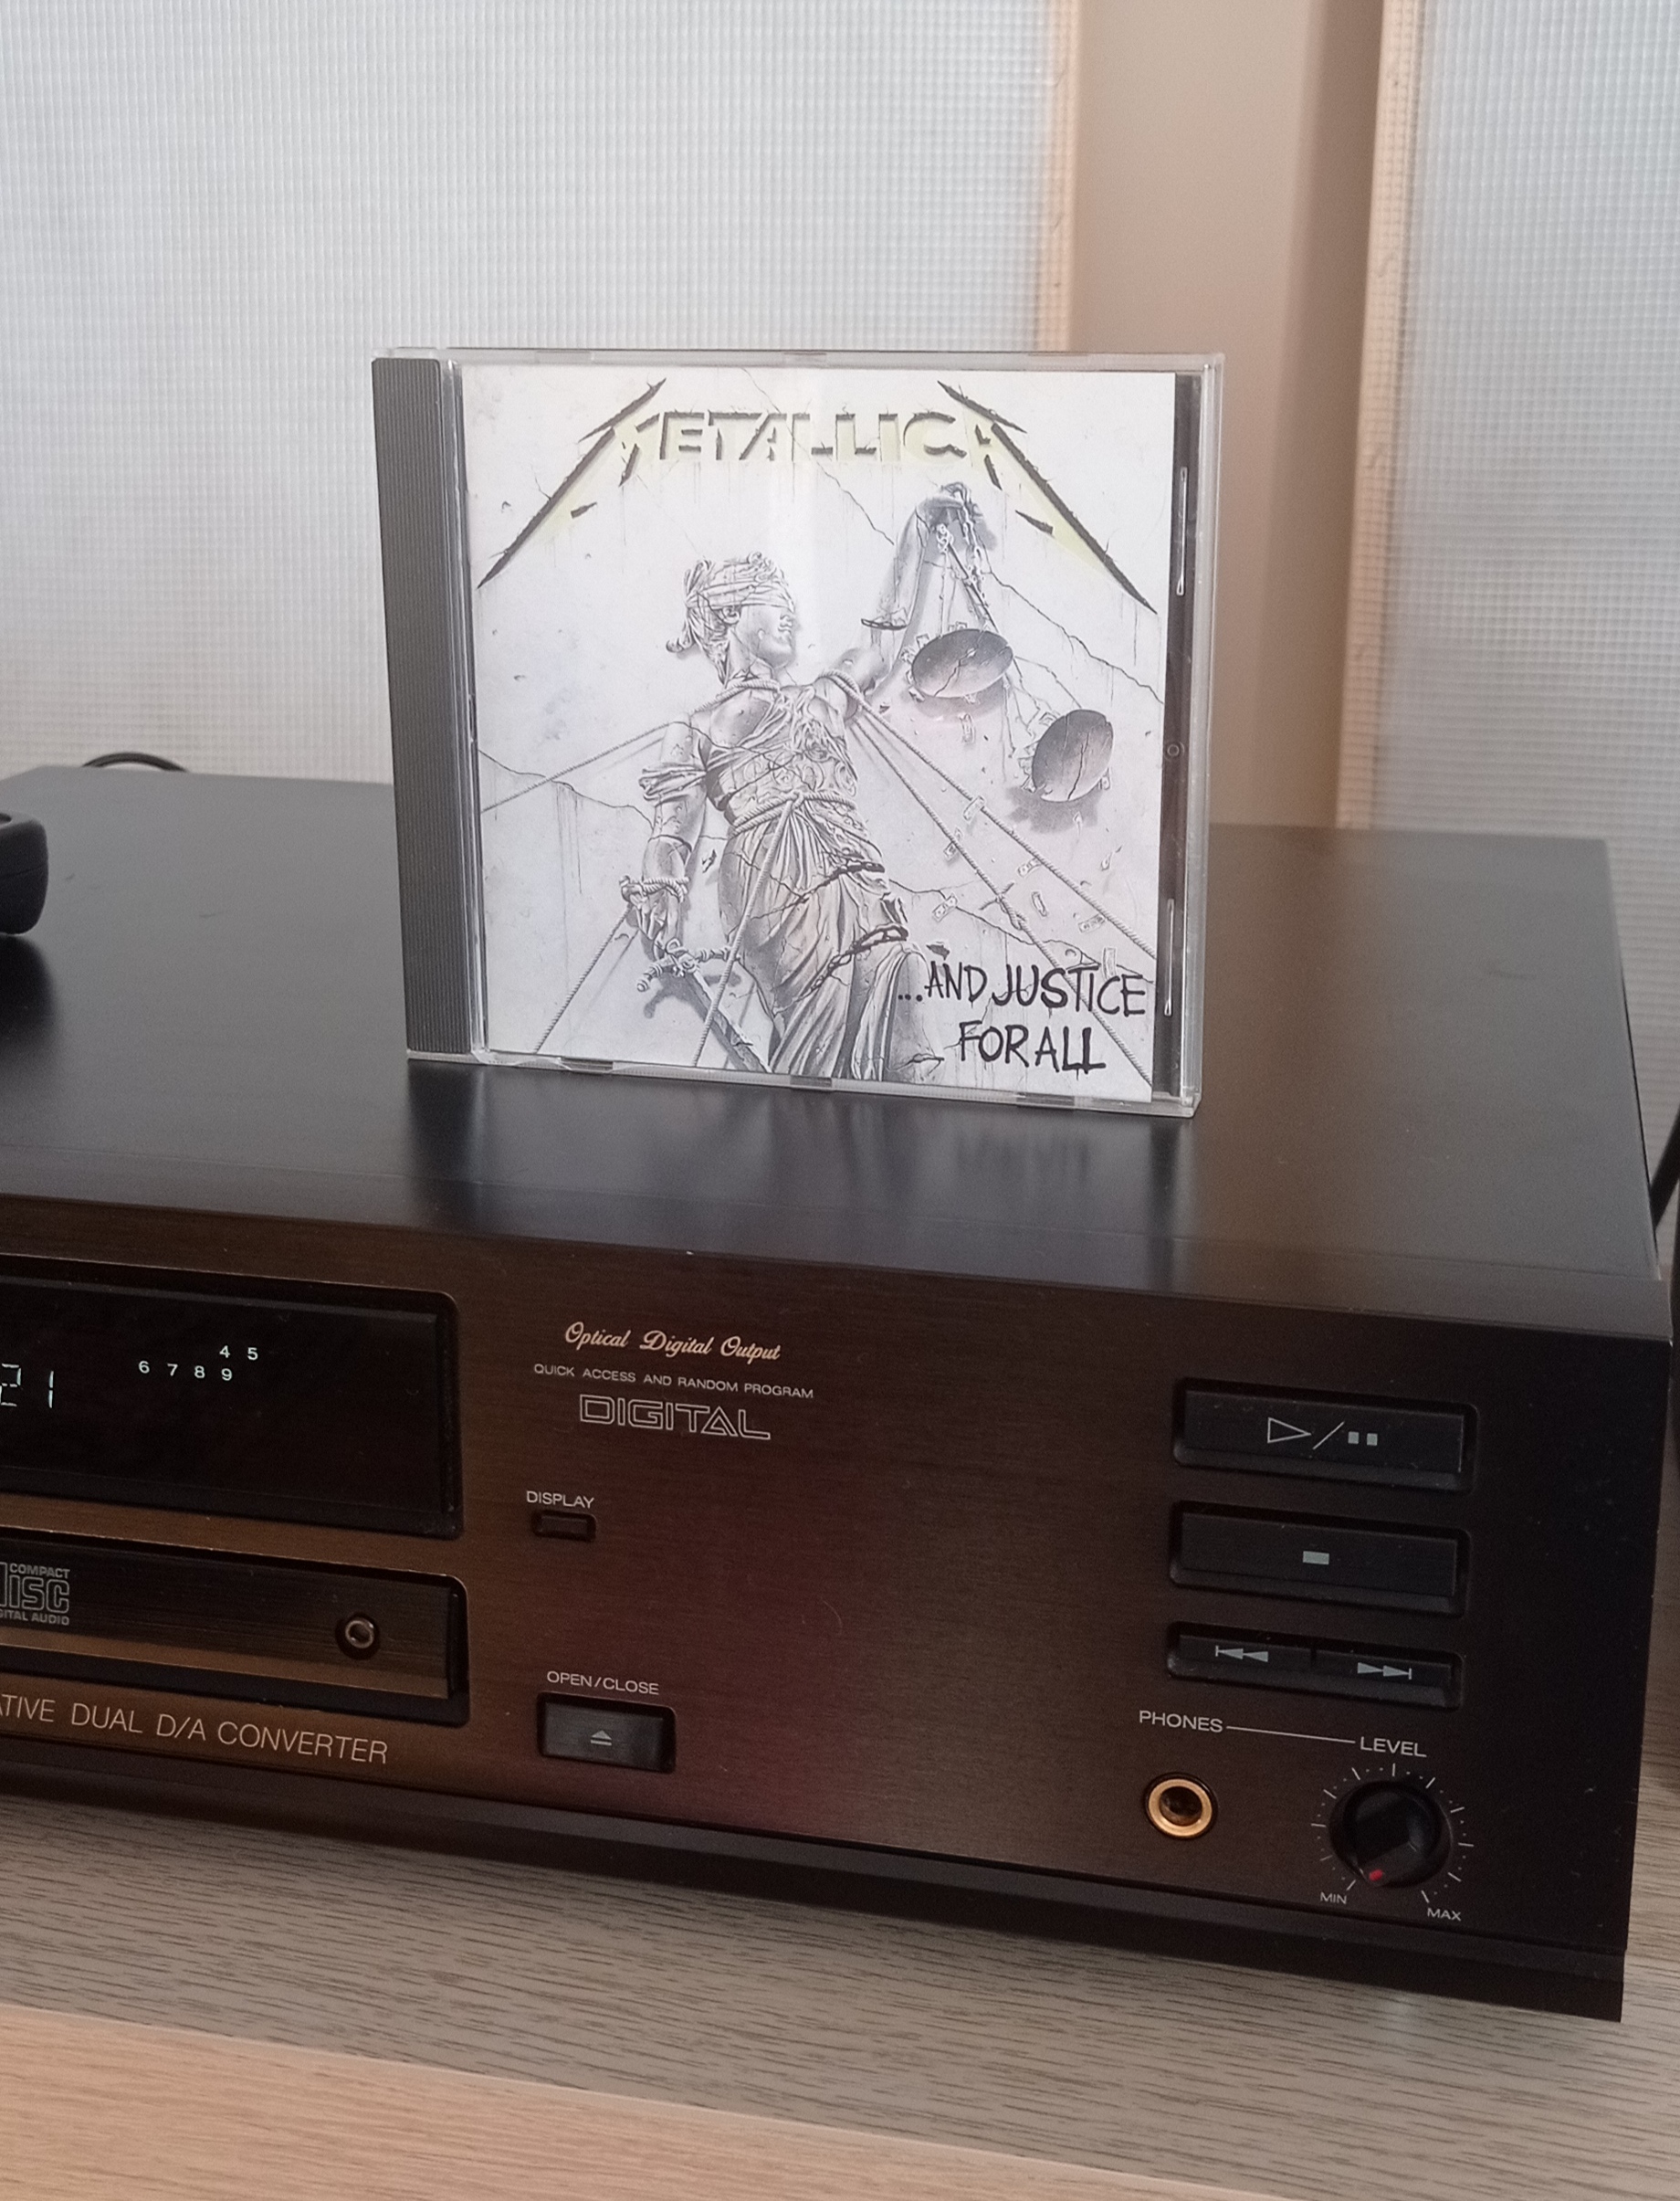 METALLICA
...AND JUSTICE
FOR ALL
Optical Digital Output
QUICK ACCESS AND RANDOM PROGRAM
DIGITAL
21
4 5
6 7 8 9
DISPLAY
COMPACT
DISC
DIGITAL AUDIO
OPEN/CLOSE
DUAL D/A CONVERTER
PHONES
LEVEL
MIN
MAX